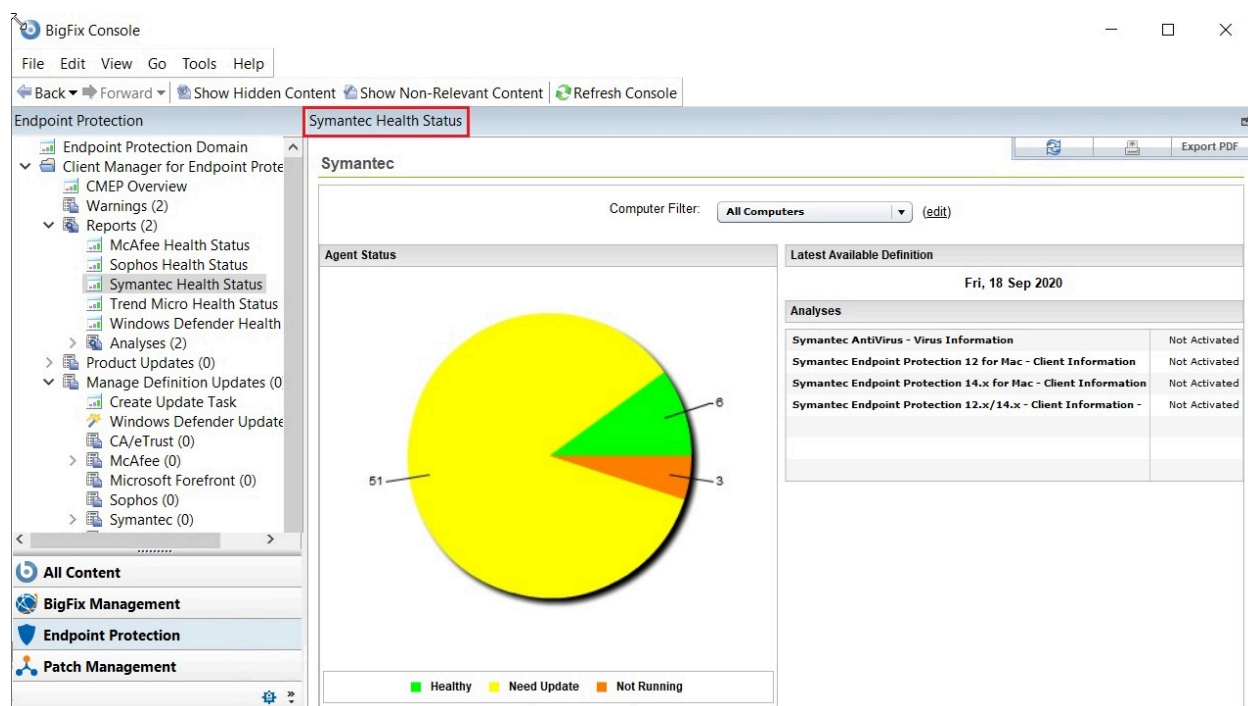 BigFix Console
File Edit View Go Tools Help
Back Forward Show Hidden Content Show Non-Relevant Content Refresh Console
Endpoint Protection
Endpoint Protection Domain
Client Manager for Endpoint Prote
CMEP Overview
Warnings (2)
Reports (2)
McAfee Health Status
Sophos Health Status
Symantec Health Status
Trend Micro Health Status
Windows Defender Health
Analyses (2)
Product Updates (0)
Manage Definition Updates (0
Create Update Task
Windows Defender Update
CA/eTrust (0)
McAfee (0)
Microsoft Forefront (0)
Sophos (0)
Symantec (0)
All Content
BigFix Management
Endpoint Protection
Patch Management
Symantec Health Status
Export PDF
Symantec
Computer Filter: All Computers (edit)
Agent Status
6
51
3
Healthy Need Update Not Running
Latest Available Definition
Fri, 18 Sep 2020
Analyses
Symantec AntiVirus - Virus Information Not Activated
Symantec Endpoint Protection 12 for Mac - Client Information Not Activated
Symantec Endpoint Protection 14.x for Mac - Client Information Not Activated
Symantec Endpoint Protection 12.x/14.x - Client Information - Not Activated